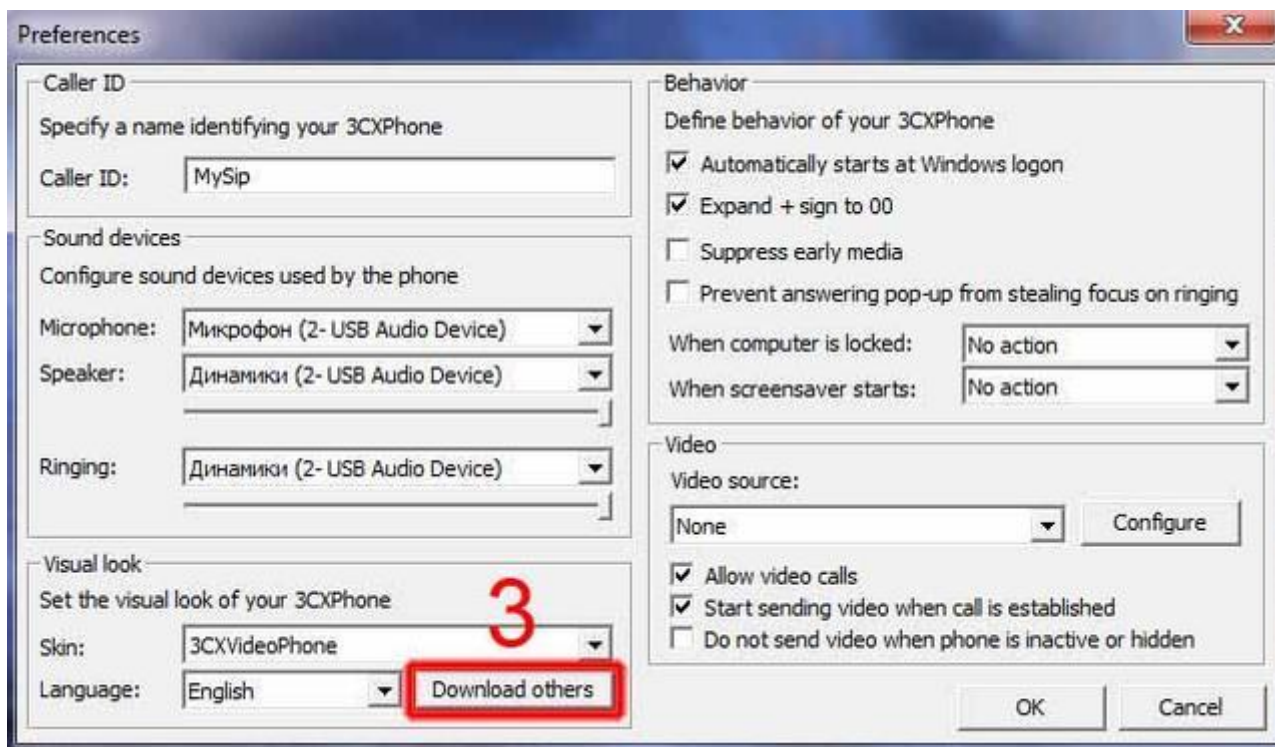 Preferences
Caller ID
Specify a name identifying your 3CXPhone
Caller ID: MySip
Sound devices
Configure sound devices used by the phone
Microphone: Микрофон (2- USB Audio Device)
Speaker: Динамики (2- USB Audio Device)
Ringing: Динамики (2- USB Audio Device)
Visual look
Set the visual look of your 3CXPhone
3
Skin: 3CXVideoPhone
Language: English Download others
Behavior
Define behavior of your 3CXPhone
Automatically starts at Windows logon
Expand + sign to 00
Suppress early media
Prevent answering pop-up from stealing focus on ringing
When computer is locked: No action
When screensaver starts: No action
Video
Video source:
None Configure
Allow video calls
Start sending video when call is established
Do not send video when phone is inactive or hidden
OK Cancel